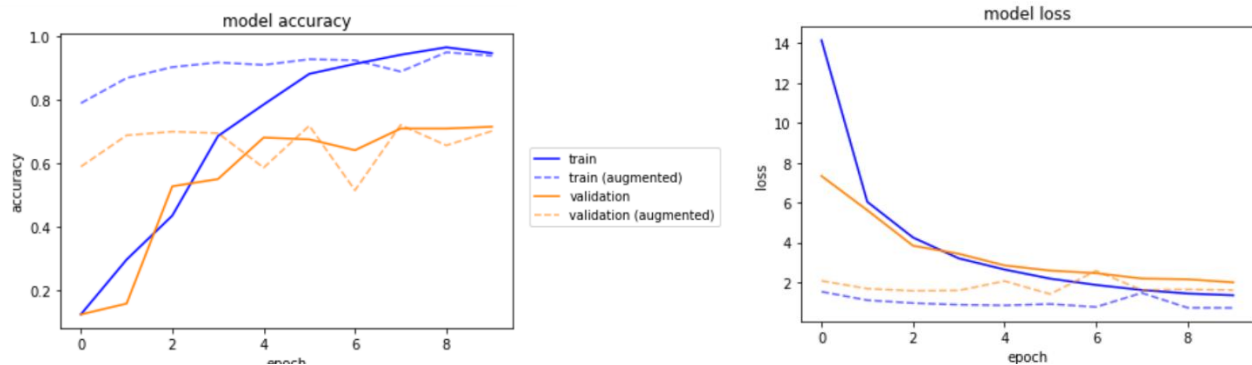 model accuracy
1.0
0.8
0.6
0.4
0.2
accuracy
0 2 4 6 8
epoch
train
train (augmented)
validation
validation (augmented)
model loss
14
12
10
8
6
4
2
loss
0 2 4 6 8
epoch